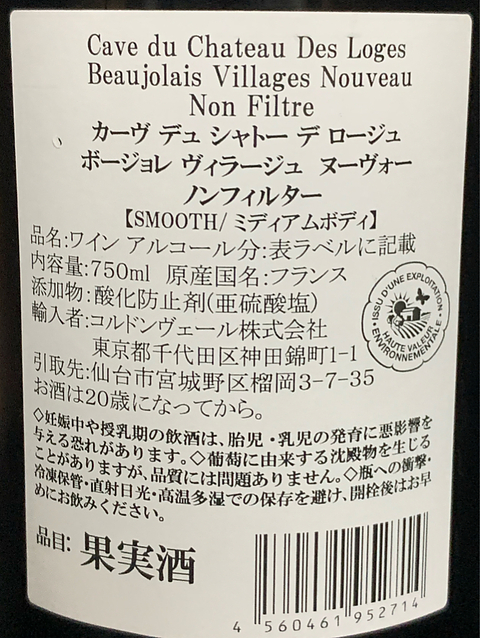 Cave du Chateau Des Loges
Beaujolais Villages Nouveau
Non Filtre
カーヴ デュ シャトー デ ロージュ
ボージョレ ヴィラージュ ヌーヴォー
ノンフィルター
【SMOOTH/ ミディアムボディ】
品名:ワイン アルコール分:表ラベルに記載
内容量:750ml 原産国名:フランス
添加物:酸化防止剤(亜硫酸塩)
輸入者:コルドンヴェール株式会社
東京都千代田区神田錦町1-1
引取先:仙台市宮城野区榴岡3-7-35
お酒は20歳になってから。
◇妊娠中や授乳期の飲酒は、胎児・乳児の発育に悪影響を
与える恐れがあります。◇葡萄に由来する沈殿物を生じる
ことがありますが、品質には問題ありません。◇瓶への衝撃・
冷凍保管・直射日光・高温多湿での保存を避け、開栓後はお早
めにお飲みください。
ISSU D'UNE EXPLOITATION
HAUTE VALEUR
ENVIRONNEMENTALE
品目: 果実酒
4 560461 952714